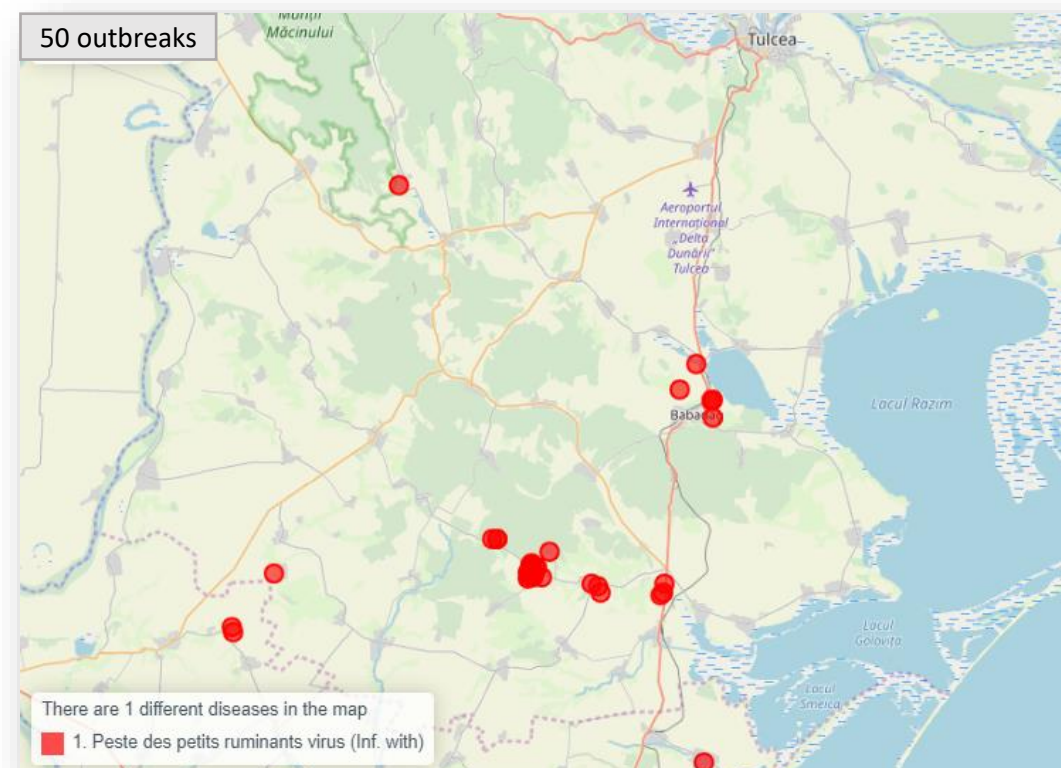 50 outbreaks
Munții
Măcinului
Tulcea
Aeroportul
Internațional
„Delta
Dunării"
Tulcea
Lacul Razim
Lacul
Golovița
Lacul
Smeica
There are 1 different diseases in the map
1. Peste des petits ruminants virus (Inf. with)